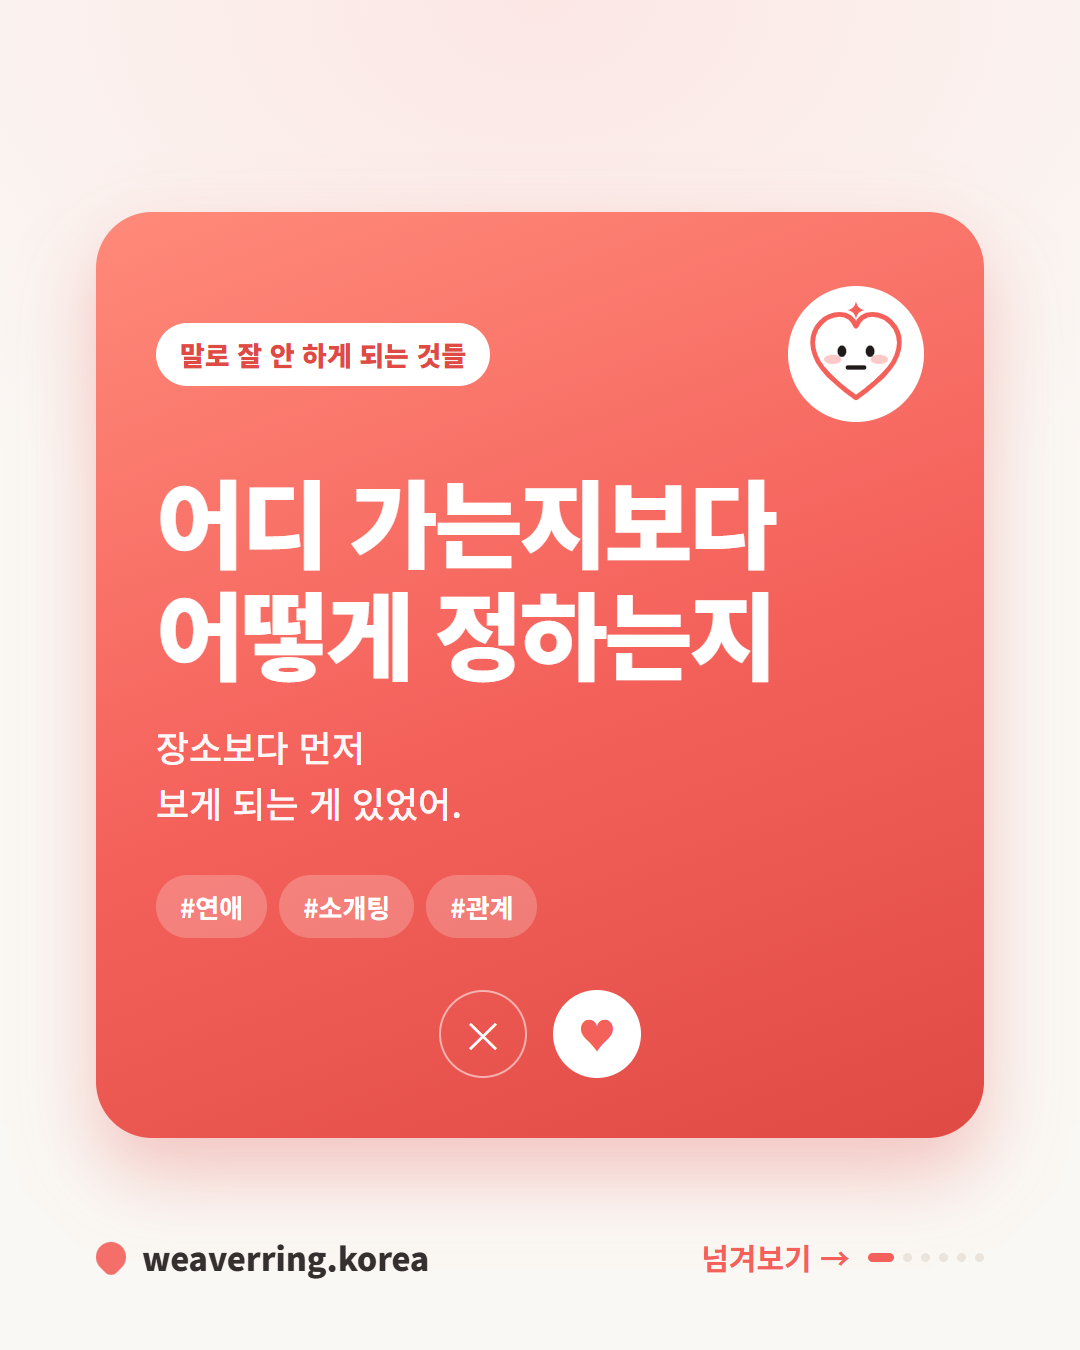 말로 잘 안 하게 되는 것들
어디 가는지보다
어떻게 정하는지
장소보다 먼저
보게 되는 게 있었어.
#연애 #소개팅 #관계
weaverring.korea
넘겨보기 →